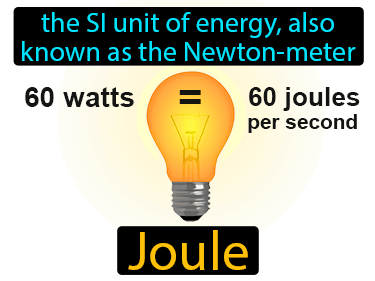 the SI unit of energy, also
known as the Newton-meter
60 watts = 60 joules
per second
Joule